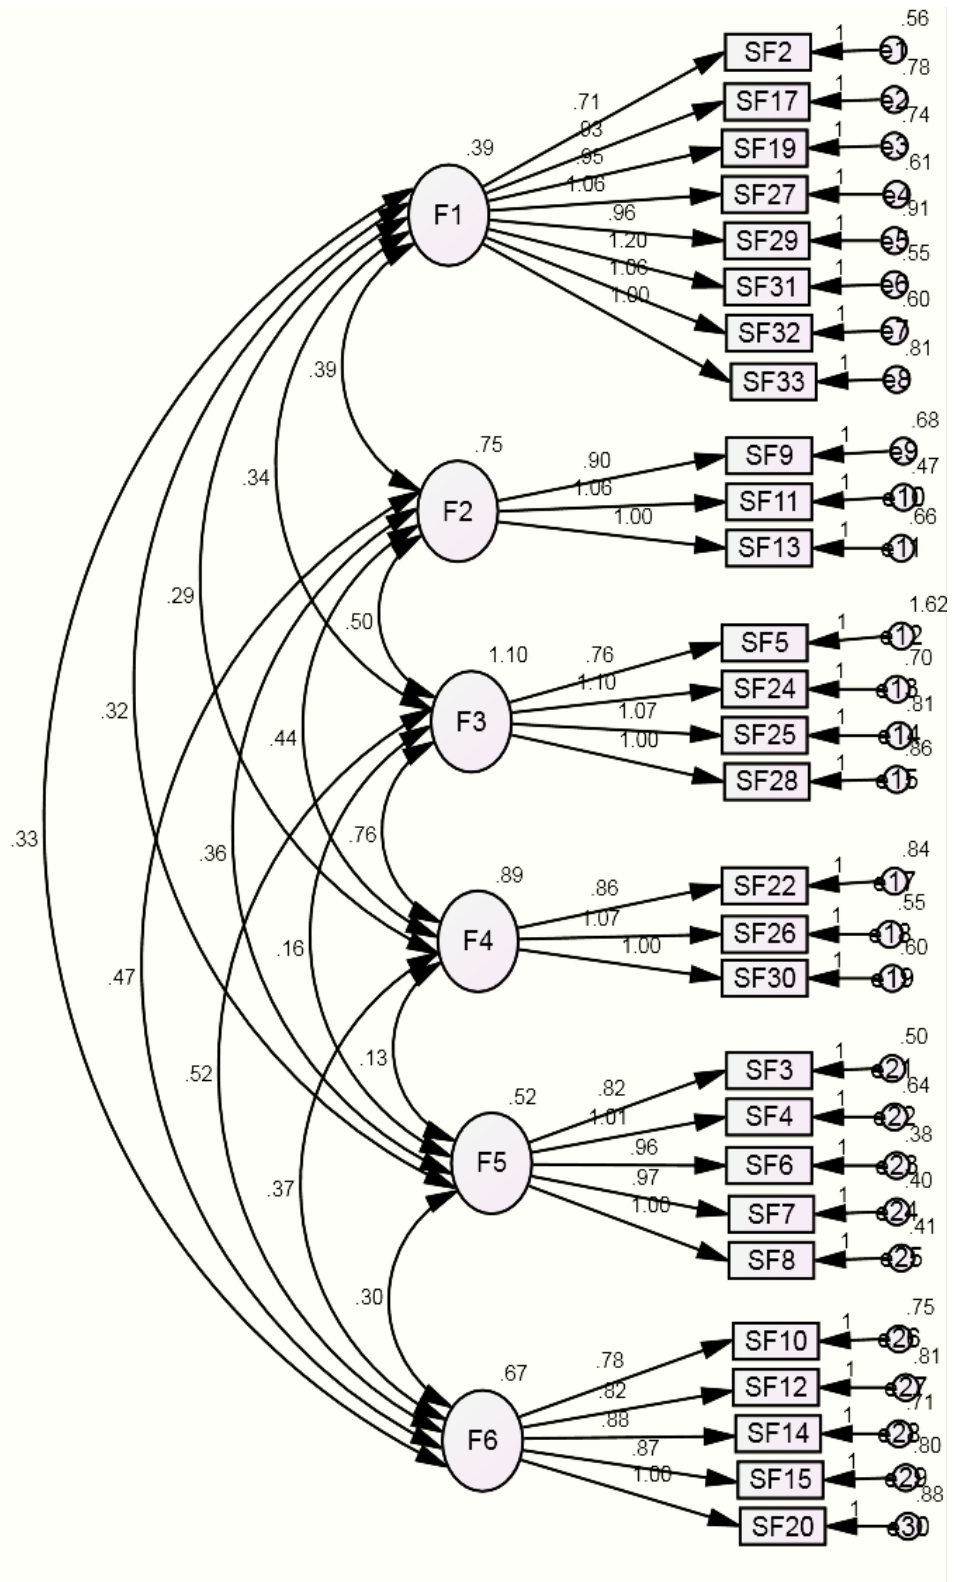 .56
SF2 1 e1
.78
.71 SF17 1 e2
.74
.93
.39 SF19 1 e3
.95
.61
1.06 SF27 1 e4
F1 .96
.91
SF29 1 e5
1.20
.55
1.06 SF31 1 e6
1.00
.60
SF32 1 e7
.81
.39 SF33 1 e8
.68
.75 .90 SF9 1 e9
.47
.34 1.06 SF11 1 e10
F2 1.00
.66
SF13 1 e11
.29
1.62
.50 SF5 1 e12
1.10 .76
.70
1.10 SF24 1 e13
.81
.32 F3 1.07 SF25 1 e14
.44 1.00
.86
SF28 1 e15
.33 .76
.36 .84
.89 .86 SF22 1 e17
.55
1.07 SF26 1 e18
.16 F4 1.00
.60
.47 SF30 1 e19
.50
.13 SF3 1 e21
.52 .52 .82
.64
1.01 SF4 1 e22
.38
F5 .96 SF6 1 e23
.37 .97
.40
1.00 SF7 1 e24
.41
SF8 1 e25
.30 .75
SF10 1 e26
.67 .78
.81
.82 SF12 1 e27
.71
.88 SF14 1 e28
F6 .87
.80
1.00 SF15 1 e29
.88
SF20 1 e30